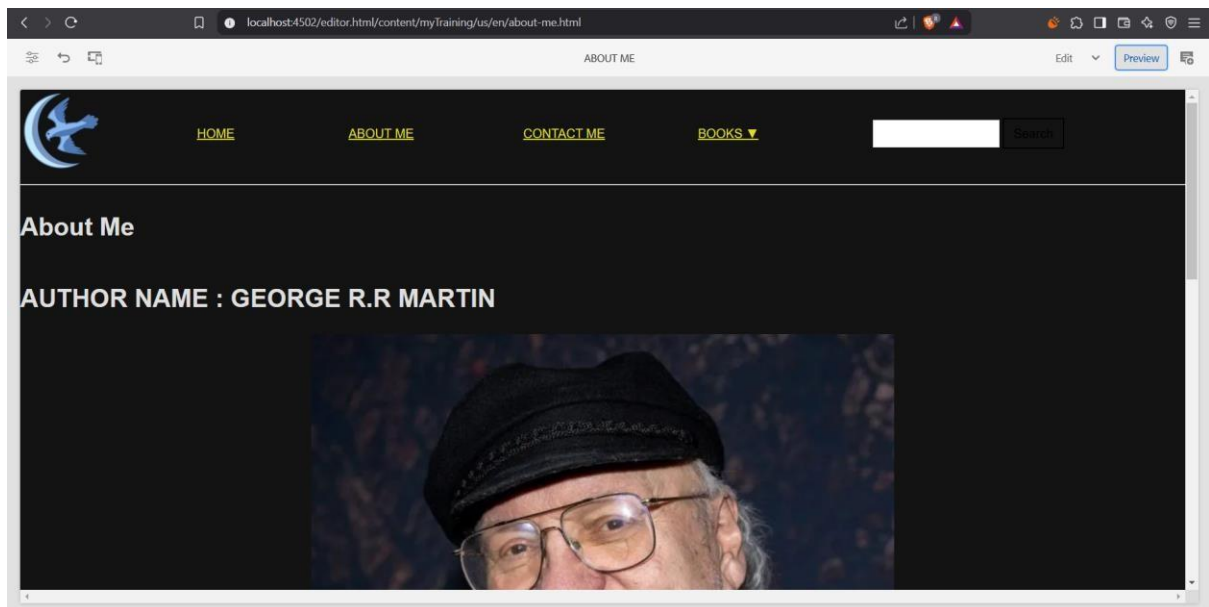 localhost:4502/editor.html/content/myTraining/us/en/about-me.html
ABOUT ME
Edit
Preview
HOME
ABOUT ME
CONTACT ME
BOOKS ▼
Search
About Me
AUTHOR NAME : GEORGE R.R MARTIN